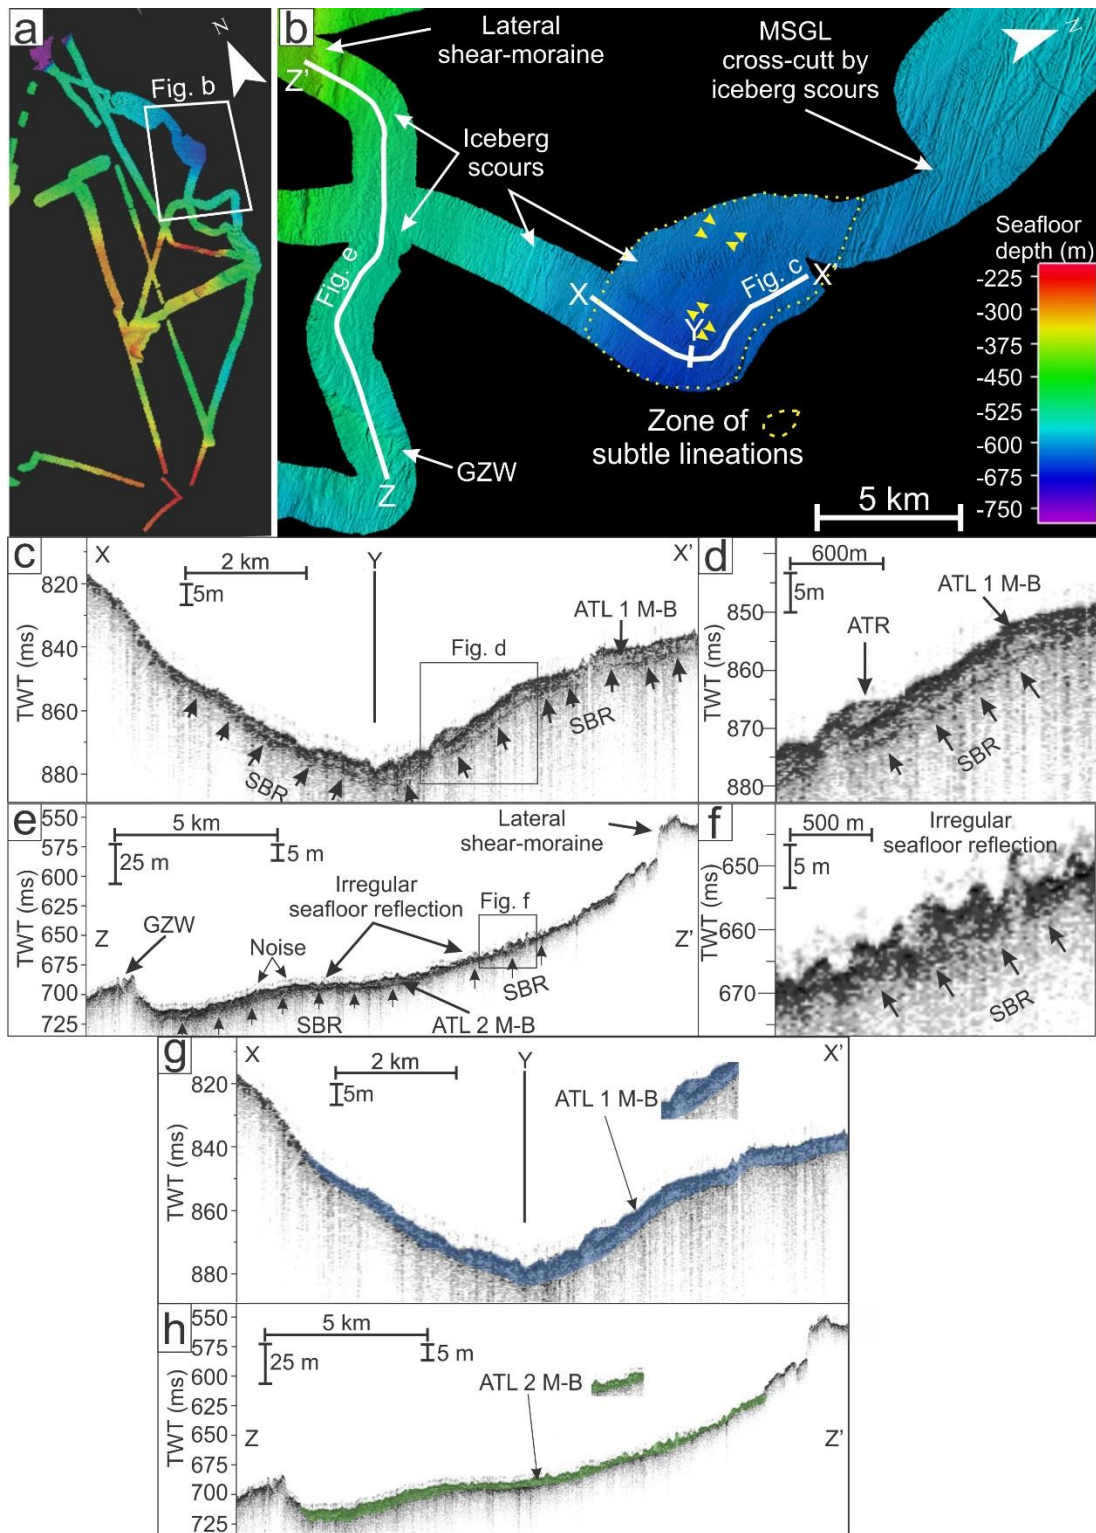 a
N
Fig. b
b
Lateral
shear-moraine
Z'
MSGL
cross-cutt by
iceberg scours
N
Iceberg
scours
Fig. e
X
Y
Fig. c
X'
Zone of
subtle lineations
GZW
Z
5 km
Seafloor
depth (m)
-225
-300
-375
-450
-525
-600
-675
-750
c
X
Y
X'
2 km
5m
820
840
860
880
TWT (ms)
ATL 1 M-B
Fig. d
SBR
SBR
d
600m
5m
850
860
870
880
TWT (ms)
ATR
ATL 1 M-B
SBR
e
5 km
25 m
5 m
550
575
600
625
650
675
700
725
TWT (ms)
Z
GZW
Noise
Irregular
seafloor reflection
Lateral
shear-moraine
Fig. f
SBR
SBR
ATL 2 M-B
Z'
f
500 m
5 m
650
660
670
TWT (ms)
Irregular
seafloor reflection
SBR
g
X
Y
X'
2 km
5m
820
840
860
880
TWT (ms)
ATL 1 M-B
h
5 km
25 m
5 m
550
575
600
625
650
675
700
725
TWT (ms)
Z
ATL 2 M-B
Z'